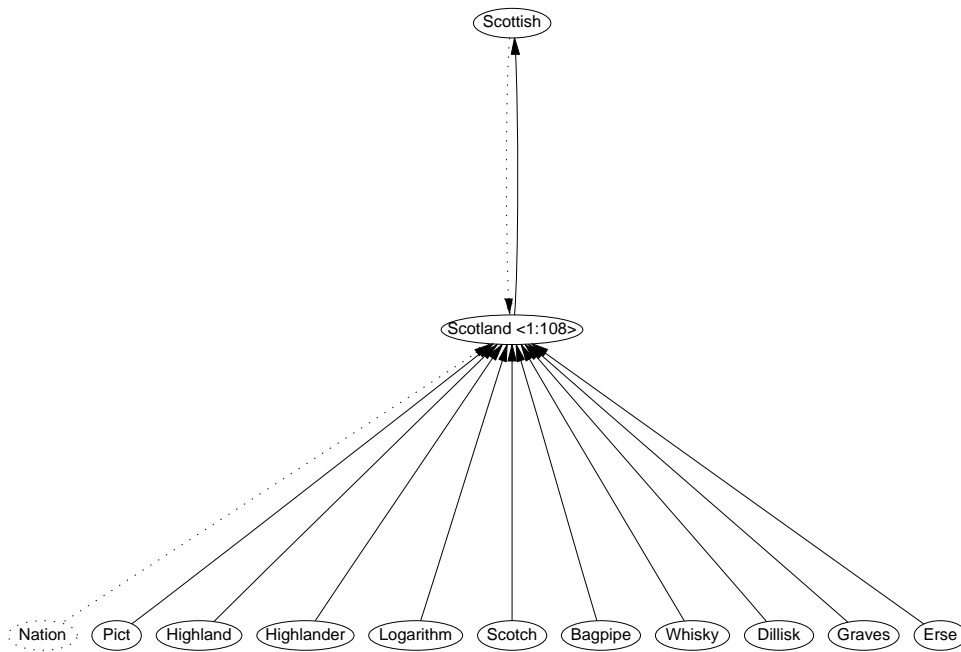 Scottish
Scotland <1:108>
Nation Pict Highland Highlander Logarithm Scotch Bagpipe Whisky Dillisk Graves Erse